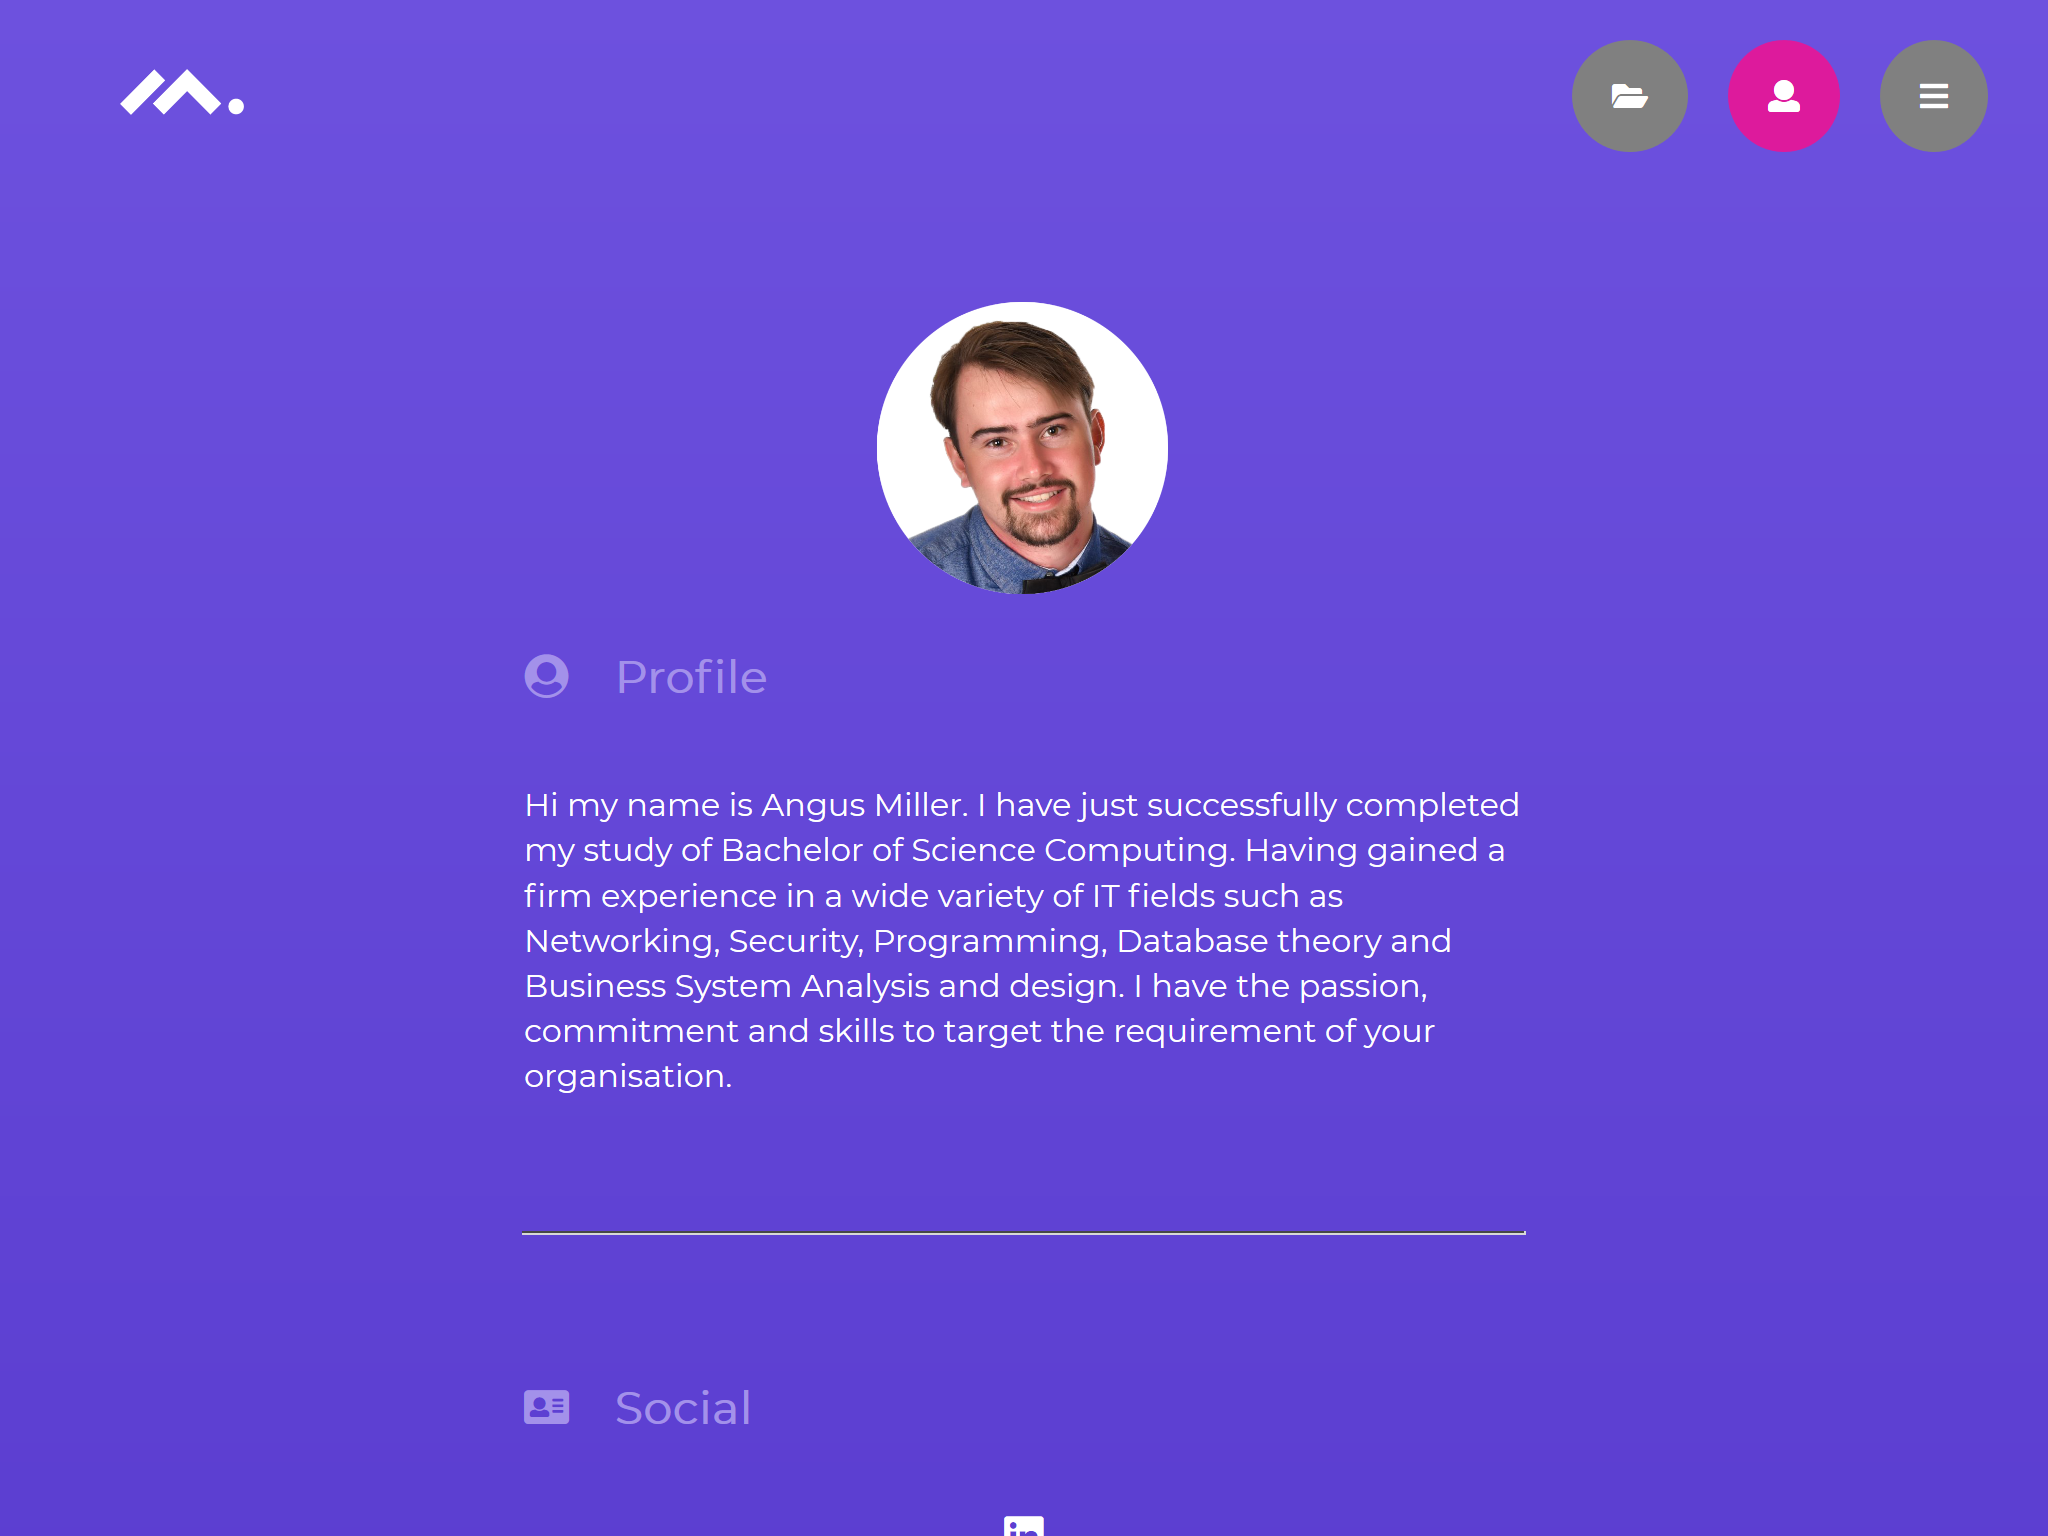 Profile
Hi my name is Angus Miller. I have just successfully completed
my study of Bachelor of Science Computing. Having gained a
firm experience in a wide variety of IT fields such as
Networking, Security, Programming, Database theory and
Business System Analysis and design. I have the passion,
commitment and skills to target the requirement of your
organisation.
Social
in